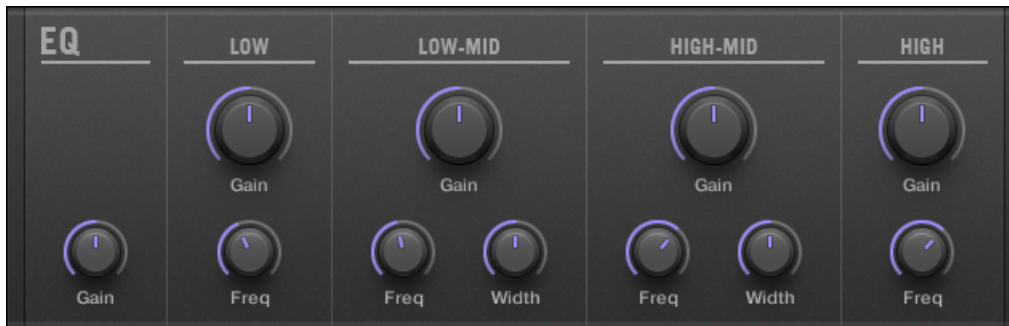 EQ
LOW
LOW-MID
HIGH-MID
HIGH
Gain
Gain
Gain
Gain
Gain
Freq
Freq
Width
Freq
Width
Freq